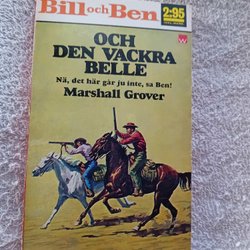 Bill och Ben
2:95
OCH
DEN VACKRA
BELLE
Nä, det här går ju inte, sa Ben!
Marshall Grover